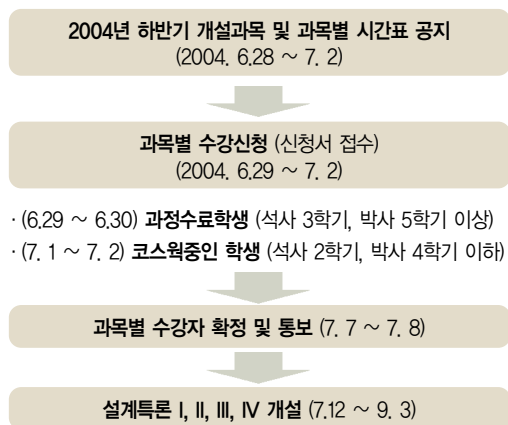 2004년 하반기 개설과목 및 과목별 시간표 공지
(2004. 6.28 ~ 7. 2)
과목별 수강신청 (신청서 접수)
(2004. 6.29 ~ 7. 2)
· (6.29 ~ 6.30) 과정수료학생 (석사 3학기, 박사 5학기 이상)
· (7. 1 ~ 7. 2) 코스웍중인 학생 (석사 2학기, 박사 4학기 이하)
과목별 수강자 확정 및 통보 (7. 7 ~ 7. 8)
설계특론 I, II, III, IV 개설 (7.12 ~ 9. 3)